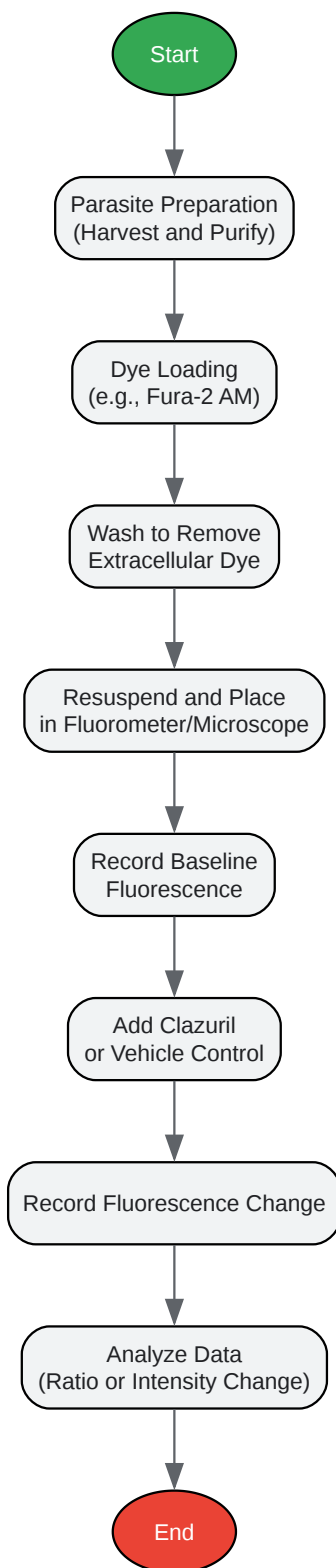 Start
Parasite Preparation
(Harvest and Purify)
Dye Loading
(e.g., Fura-2 AM)
Wash to Remove
Extracellular Dye
Resuspend and Place
in Fluorometer/Microscope
Record Baseline
Fluorescence
Add Clazuril
or Vehicle Control
Record Fluorescence Change
Analyze Data
(Ratio or Intensity Change)
End